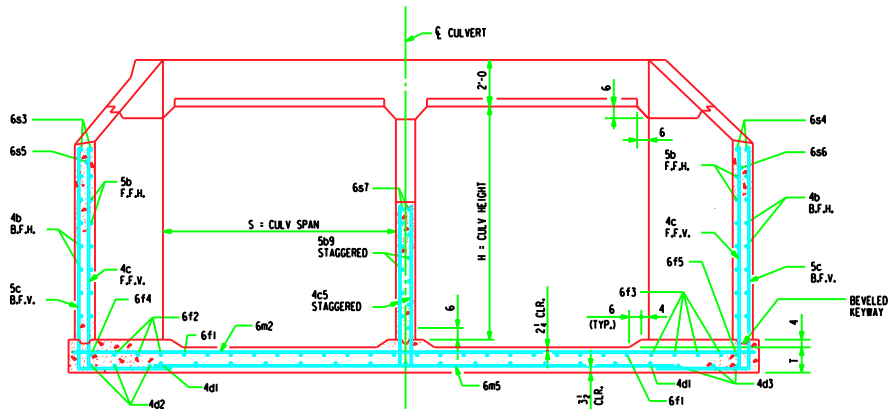 ℄ CULVERT
2'-0
6
6
6s3
6s5
5b
F.F.H.
4b
B.F.H.
4c
F.F.V.
5c
B.F.V.
6f4
6f2
6f1
6m2
4d2
4d1
S = CULV SPAN
6s7
5b9
STAGGERED
4c5
STAGGERED
H = CULV HEIGHT
6
2¼ CLR.
6
(TYP.)
4
6m5
3½
CLR.
6s4
6s6
5b
F.F.H.
4b
B.F.H.
4c
F.F.V.
6f5
6f3
5c
B.F.V.
BEVELED
KEYWAY
4
T
4d1
4d3
6f1